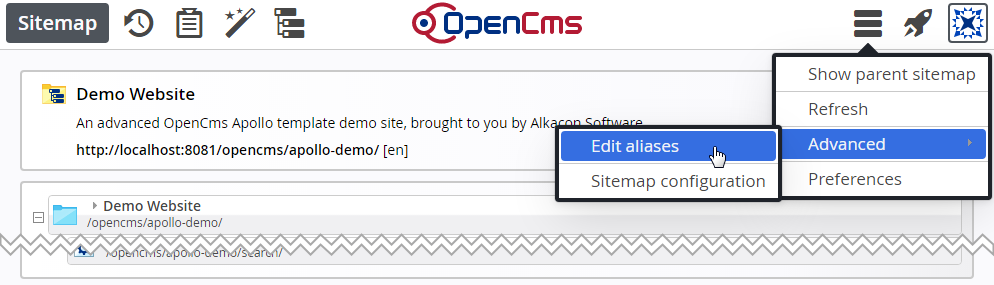 Sitemap
OpenCms
Show parent sitemap
Refresh
Advanced
Preferences
Edit aliases
Sitemap configuration
Demo Website
An advanced OpenCms Apollo template demo site, brought to you by Alkacon Software
http://localhost:8081/opencms/apollo-demo/ [en]
Demo Website
/opencms/apollo-demo/
/opencms/apollo-demo/search/